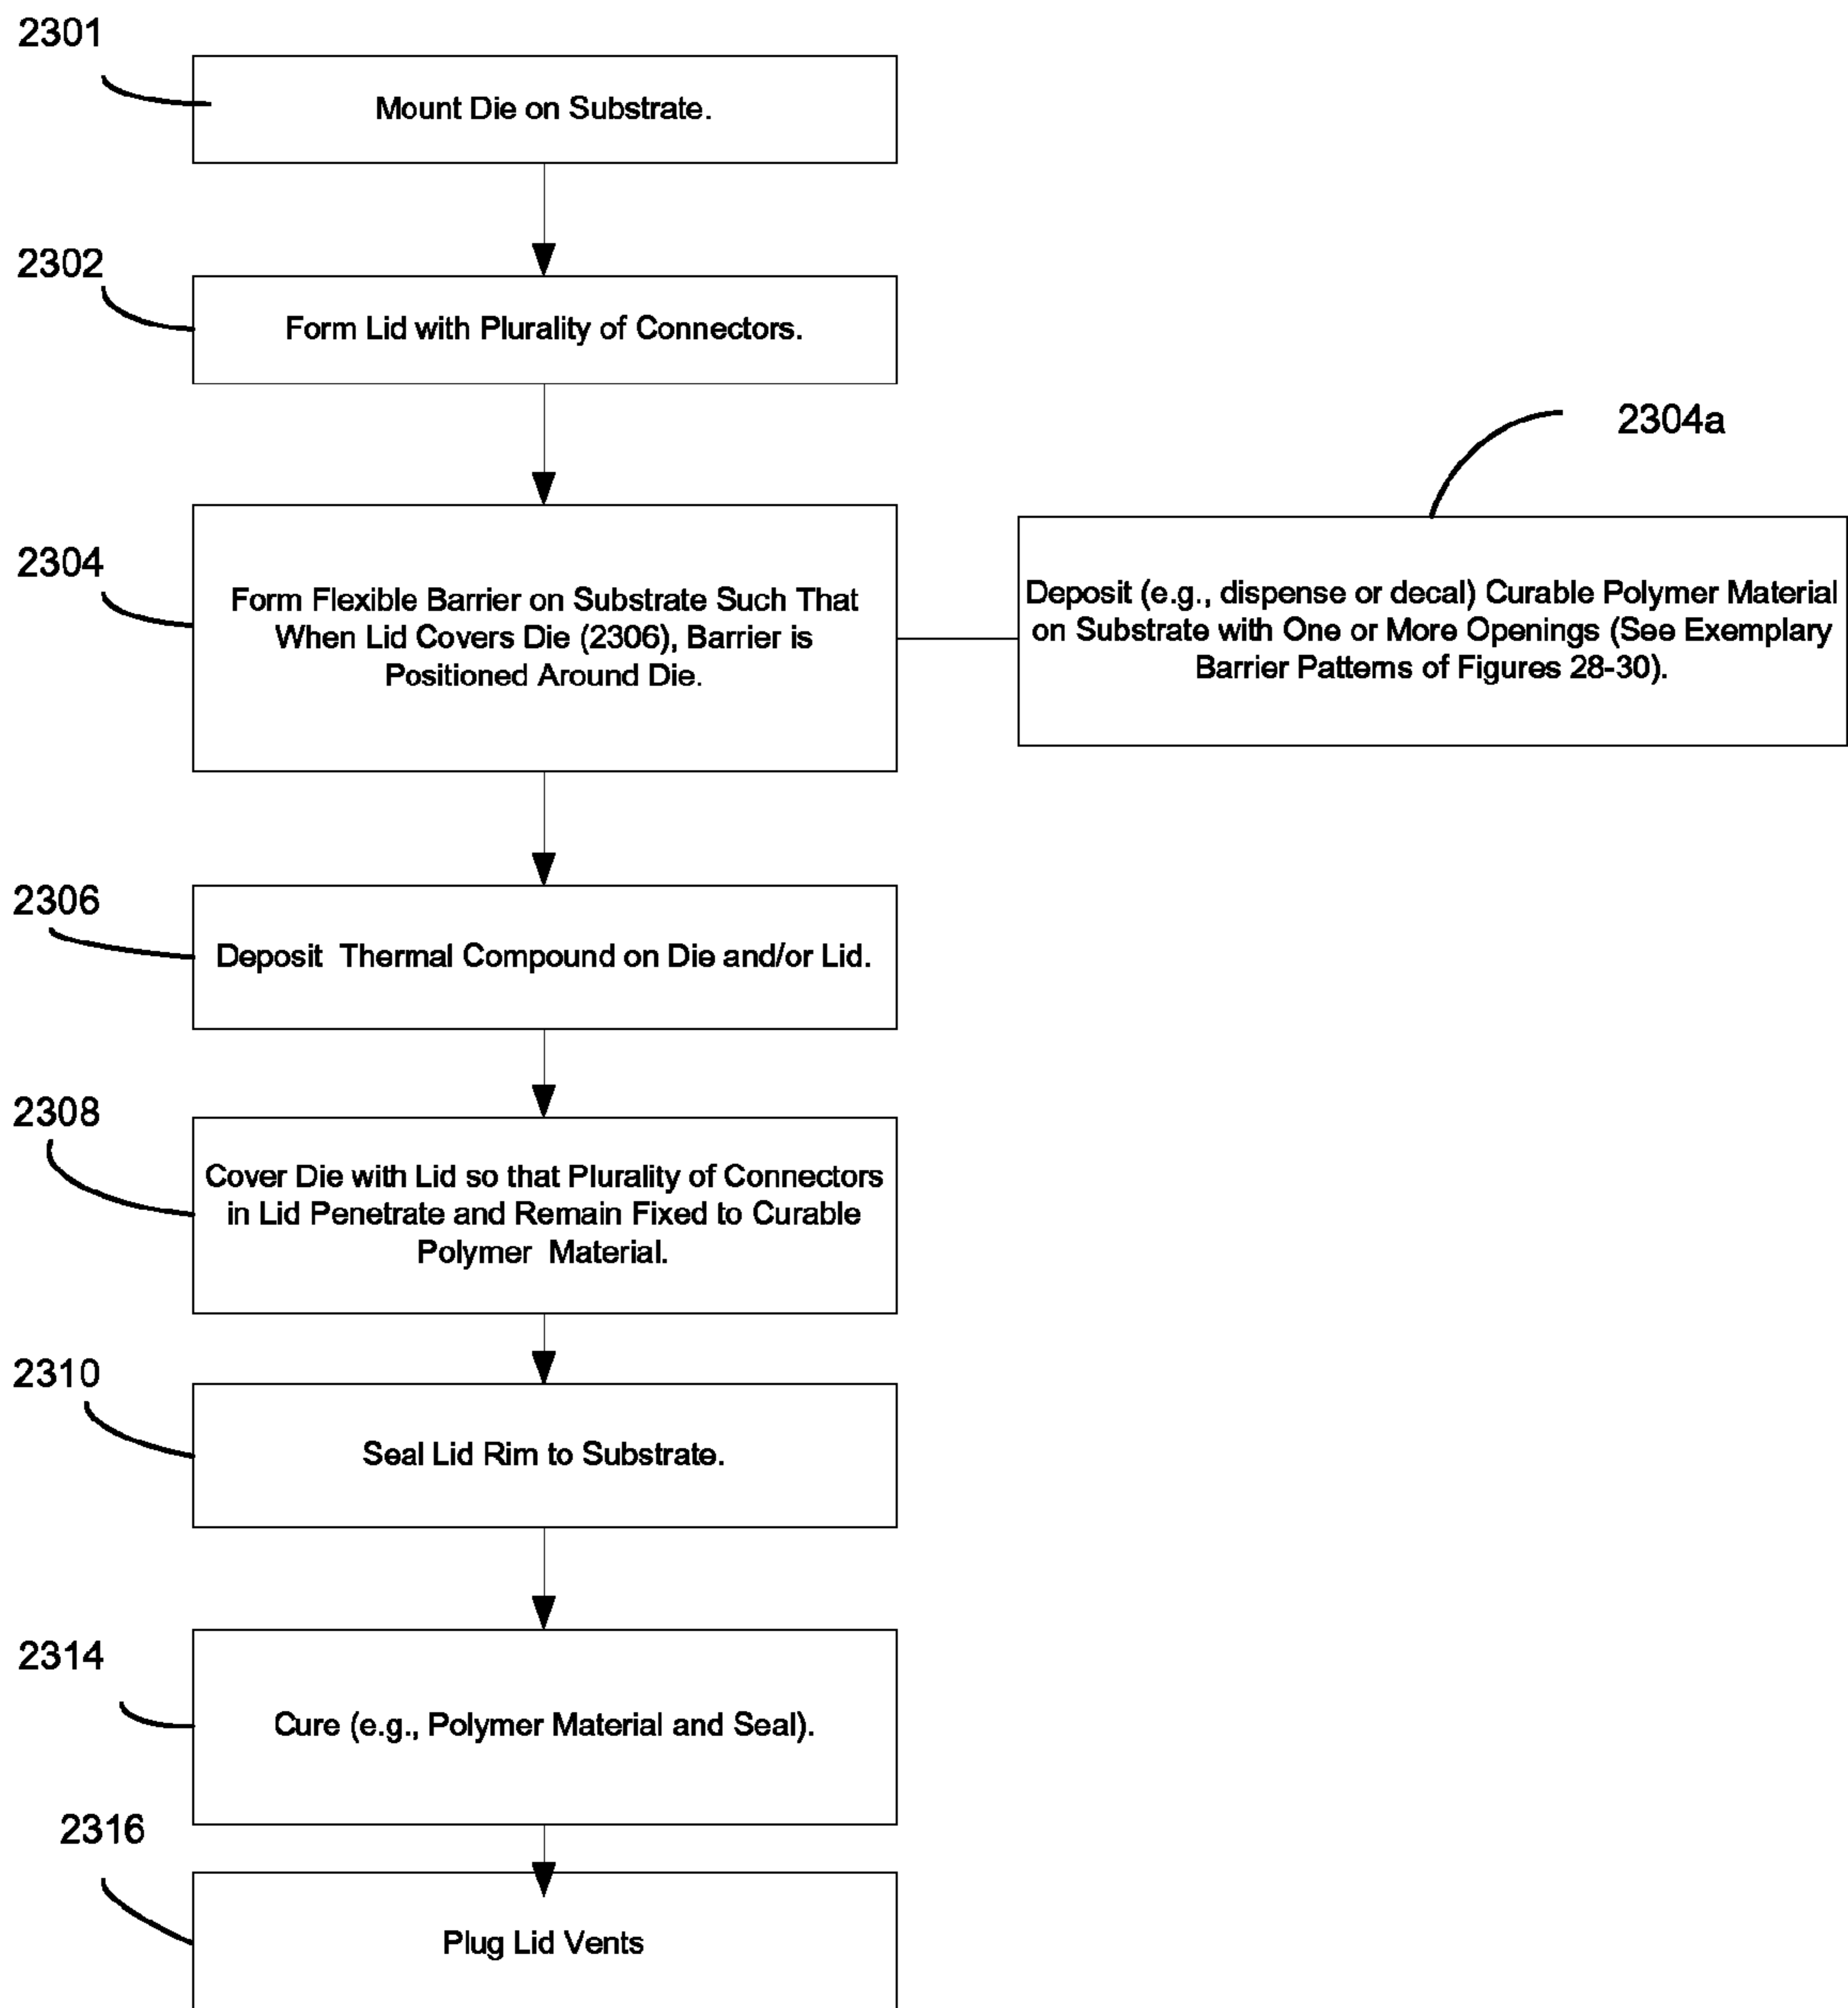 2301
Mount Die on Substrate.
2302
Form Lid with Plurality of Connectors.
2304
Form Flexible Barrier on Substrate Such That
When Lid Covers Die (2306), Barrier is
Positioned Around Die.
2304a
Deposit (e.g., dispense or decal) Curable Polymer Material
on Substrate with One or More Openings (See Exemplary
Barrier Patterns of Figures 28-30).
2306
Deposit Thermal Compound on Die and/or Lid.
2308
Cover Die with Lid so that Plurality of Connectors
in Lid Penetrate and Remain Fixed to Curable
Polymer Material.
2310
Seal Lid Rim to Substrate.
2314
Cure (e.g., Polymer Material and Seal).
2316
Plug Lid Vents